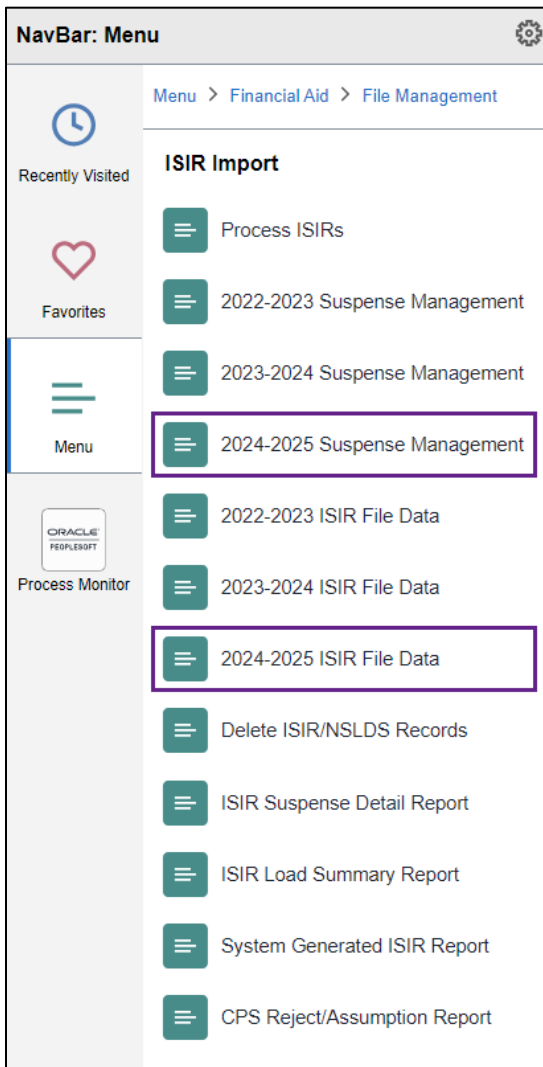 NavBar: Menu
Recently Visited
Favorites
Menu
ORACLE
PEOPLESOFT
Process Monitor
Menu > Financial Aid > File Management
ISIR Import
Process ISIRs
2022-2023 Suspense Management
2023-2024 Suspense Management
2024-2025 Suspense Management
2022-2023 ISIR File Data
2023-2024 ISIR File Data
2024-2025 ISIR File Data
Delete ISIR/NSLDS Records
ISIR Suspense Detail Report
ISIR Load Summary Report
System Generated ISIR Report
CPS Reject/Assumption Report